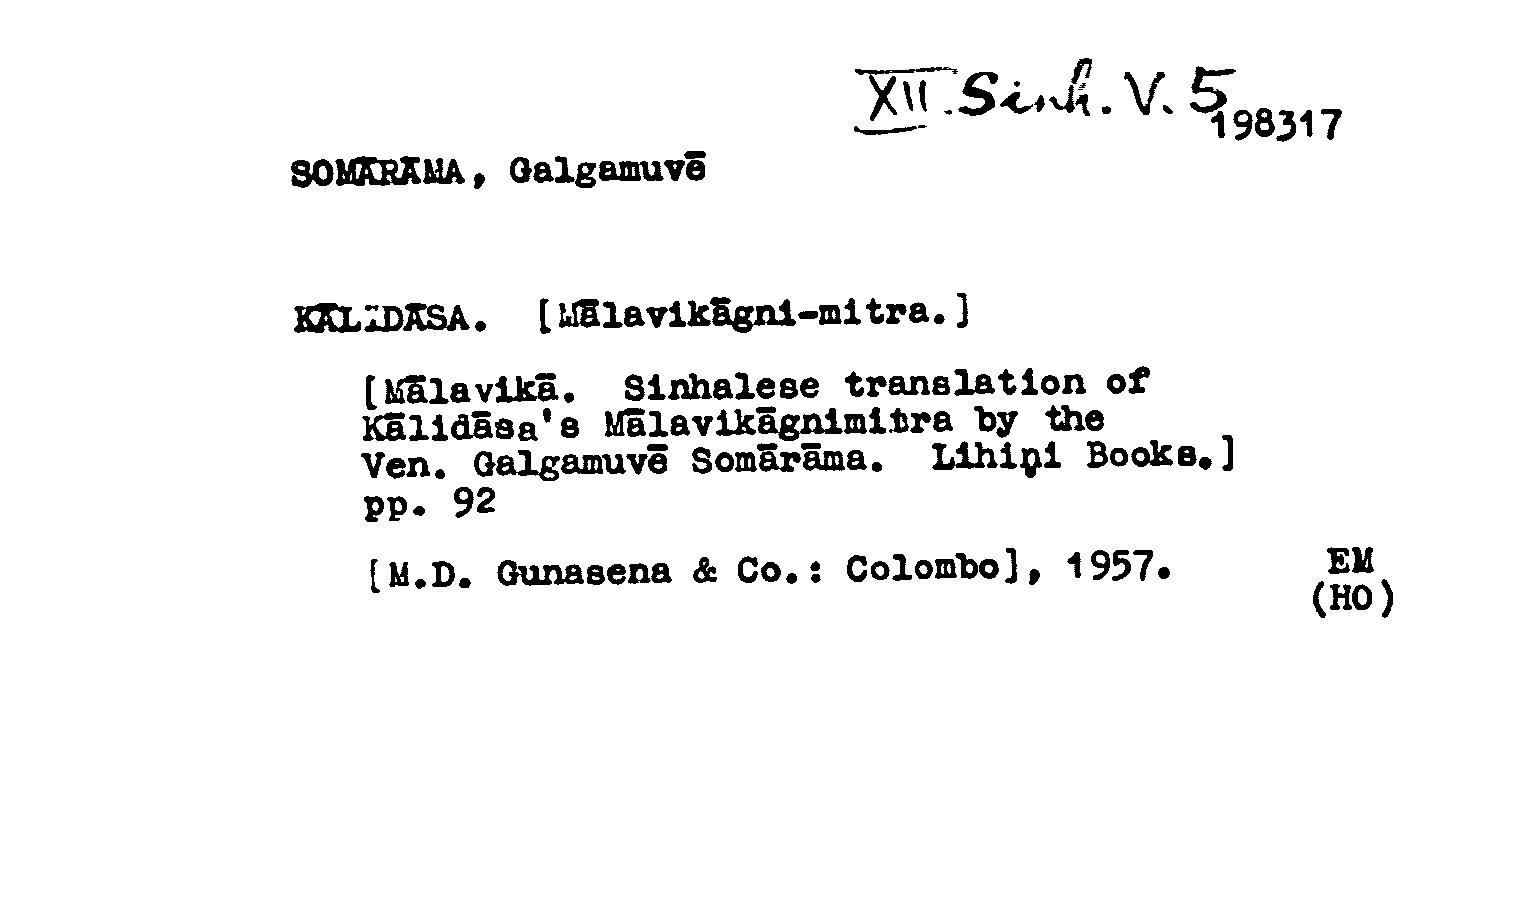 XII. Sinh. V. 5
198317
SOMĀRĀMA, Galgamuvē
KĀLIDĀSA. [Mālavikāgni-mitra.]
[Mālavikā. Sinhalese translation of
Kālidāsa's Mālavikāgnimitra by the
Ven. Galgamuvē Somārāma. Lihiṇi Books.]
pp. 92
[M.D. Gunasena & Co.: Colombo], 1957.
EM
(HO)